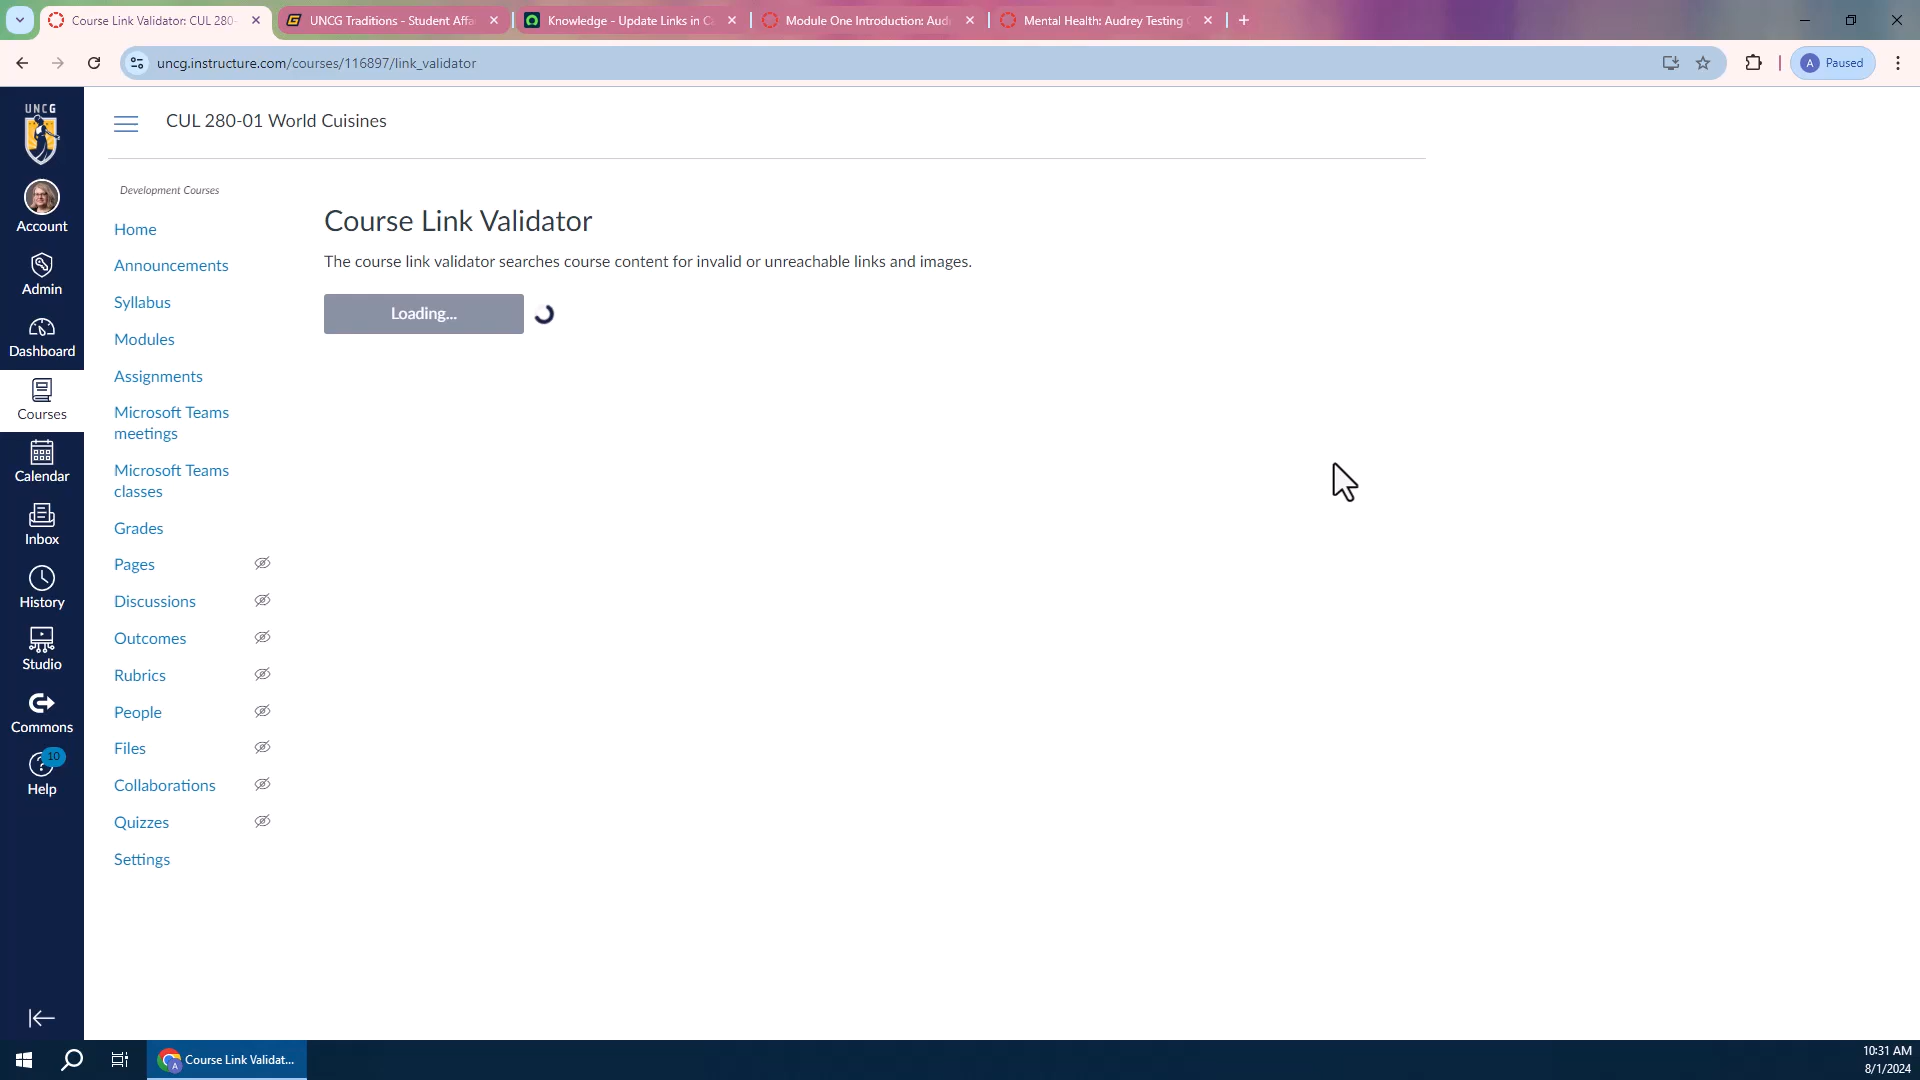 Course Link Validator: CUL 280-
UNCG Traditions - Student Affa
Knowledge - Update Links in C
Module One Introduction: Aud
Mental Health: Audrey Testing
uncg.instructure.com/courses/116897/link_validator
A
Paused
UNCG
CUL 280-01 World Cuisines
Account
Admin
Dashboard
Courses
Calendar
Inbox
History
Studio
Commons
10
Help
Development Courses
Home
Announcements
Syllabus
Modules
Assignments
Microsoft Teams
meetings
Microsoft Teams
classes
Grades
Pages
Discussions
Outcomes
Rubrics
People
Files
Collaborations
Quizzes
Settings
Course Link Validator
The course link validator searches course content for invalid or unreachable links and images.
Loading...
Course Link Validat...
10:31 AM
8/1/2024